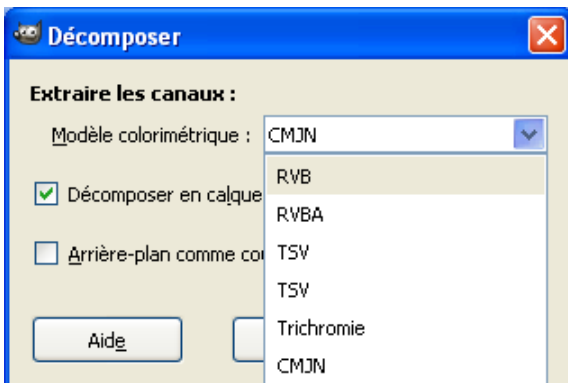 Décomposer
Extraire les canaux :
Modèle colorimétrique : CMJN
RVB
Décomposer en calque
RVBA
Arrière-plan comme cou
TSV
TSV
Trichromie
Aide
CMJN